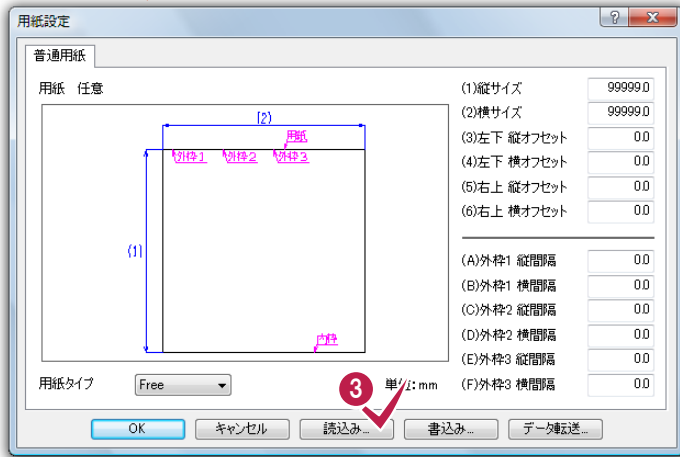 用紙設定
普通用紙
用紙 任意
(2)
用紙
外枠1 外枠2 外枠3
(1)
内枠
(1)縦サイズ 99999.0
(2)横サイズ 99999.0
(3)左下 縦オフセット 0.0
(4)左下 横オフセット 0.0
(5)右上 縦オフセット 0.0
(6)右上 横オフセット 0.0
(A)外枠1 縦間隔 0.0
(B)外枠1 横間隔 0.0
(C)外枠2 縦間隔 0.0
(D)外枠2 横間隔 0.0
(E)外枠3 縦間隔 0.0
(F)外枠3 横間隔 0.0
用紙タイプ Free 単位: mm
3
OK キャンセル 読込み... 書込み... データ転送...